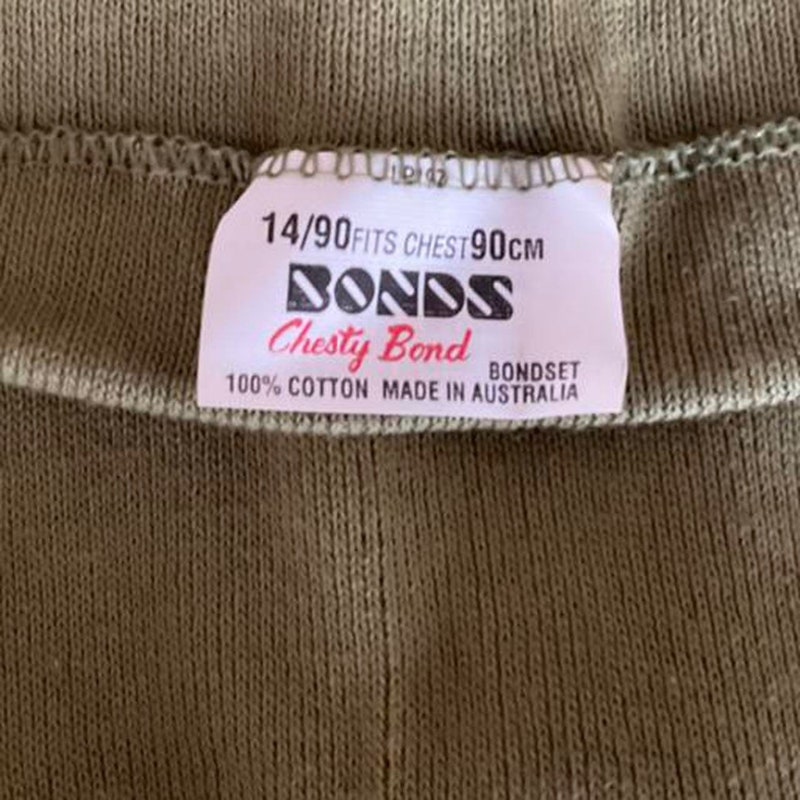 14/90 FITS CHEST 90CM
BONDS
Chesty Bond
BONDSET
100% COTTON MADE IN AUSTRALIA